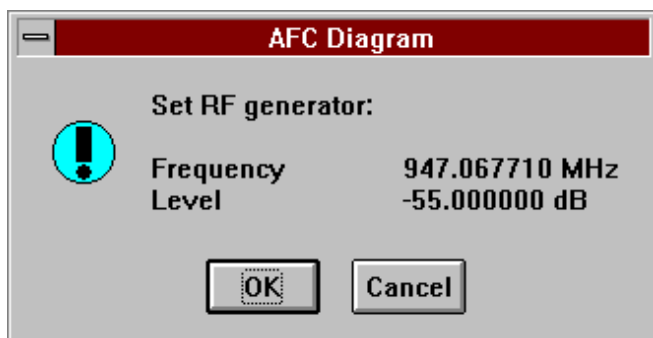 AFC Diagram
Set RF generator:
Frequency 947.067710 MHz
Level -55.000000 dB
OK Cancel